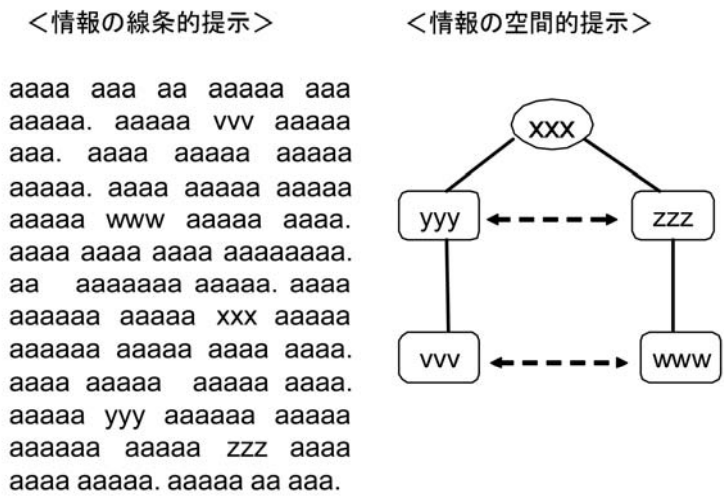 ＜情報の線条的提示＞
aaaa aaa aa aaaaa aaa
aaaaa. aaaaa vvv aaaaa
aaa. aaaa aaaaa aaaaa
aaaaa. aaaa aaaaa aaaaa
aaaaa www aaaaa aaaa.
aaaa aaaa aaaa aaaaaaaa.
aa aaaaaaa aaaaa. aaaa
aaaaaa aaaaa xxx aaaaa
aaaaaa aaaaa aaaa aaaa.
aaaa aaaaa aaaaa aaaa.
aaaaa yyy aaaaaa aaaaa
aaaaaa aaaaa zzz aaaa
aaaa aaaaa. aaaaa aa aaa.
＜情報の空間的提示＞
xxx
yyy zzz
vvv www